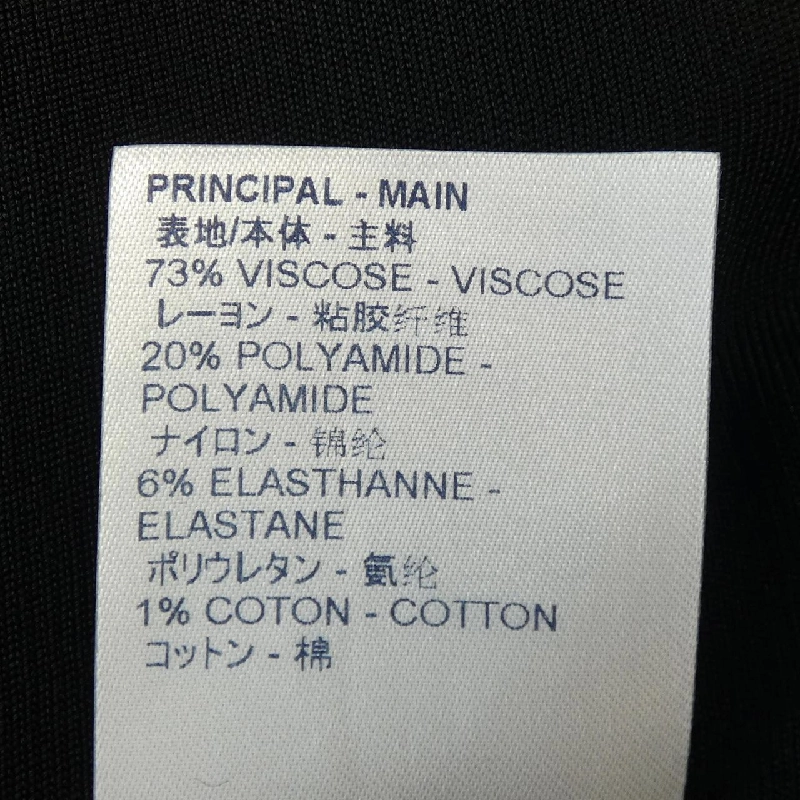 PRINCIPAL - MAIN
表地/本体 - 主料
73% VISCOSE - VISCOSE
レーヨン - 粘胶纤维
20% POLYAMIDE -
POLYAMIDE
ナイロン - 锦纶
6% ELASTHANNE -
ELASTANE
ポリウレタン - 氨纶
1% COTON - COTTON
コットン - 棉